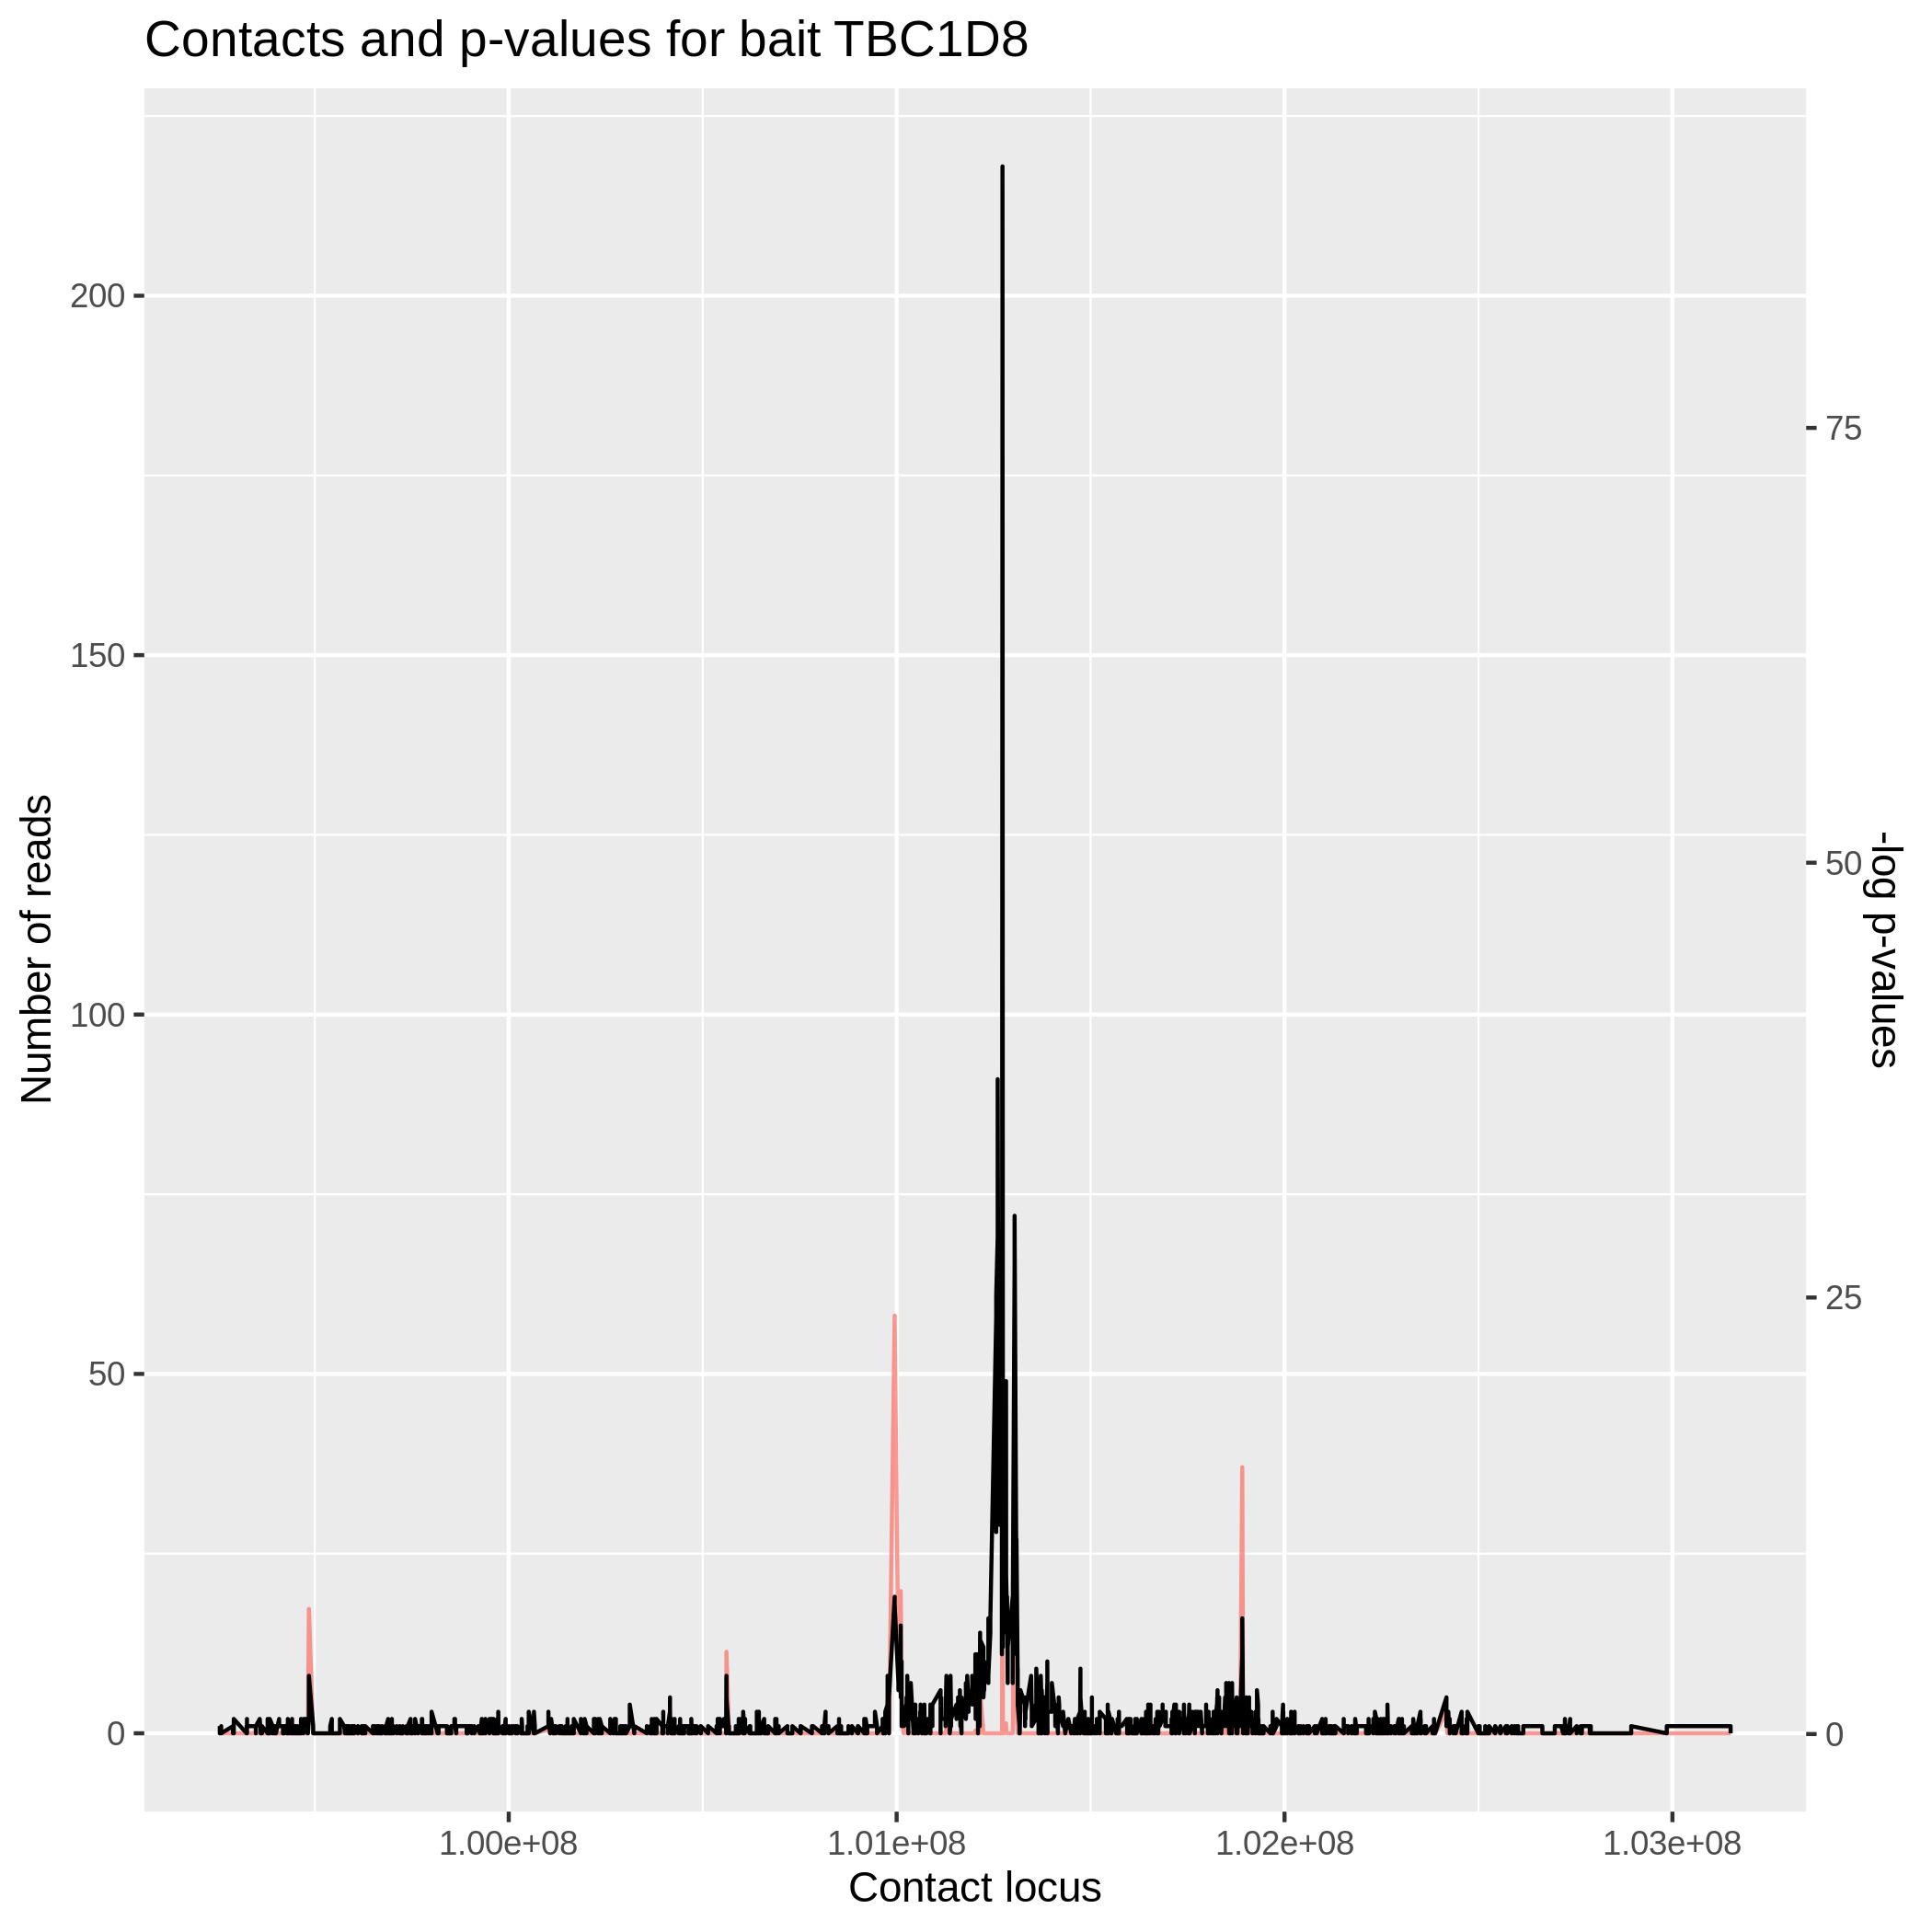 Contacts and p-values for bait TBC1D8
Number of reads
200
150
100
50
0
75
50
25
0
-log p-values
1.00e+08 1.01e+08 1.02e+08 1.03e+08
Contact locus